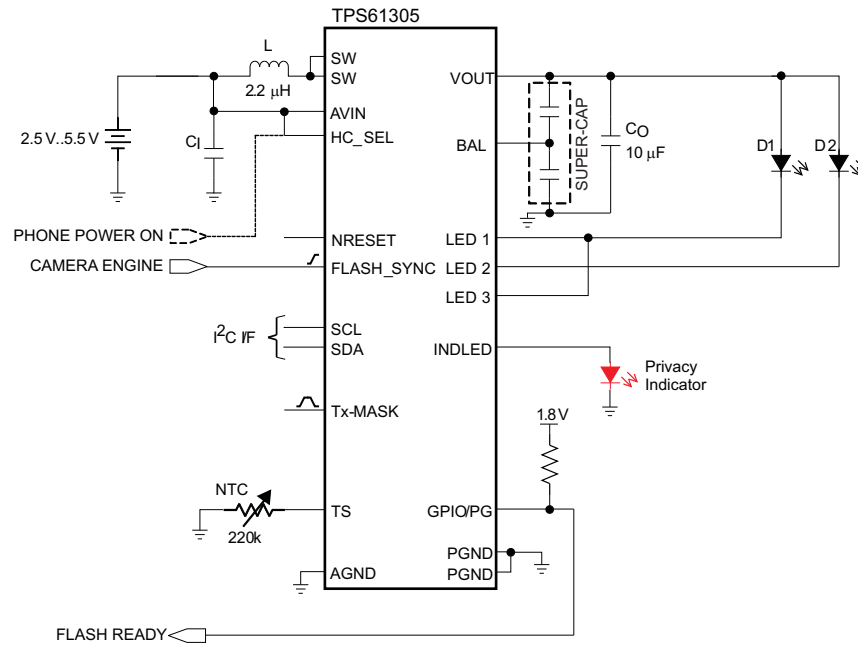 TPS61305
L
2.2 μH
SW
SW
AVIN
HC_SEL
2.5 V..5.5 V
CI
PHONE POWER ON
NRESET
CAMERA ENGINE
FLASH_SYNC
I2C I/F
SCL
SDA
Tx-MASK
NTC
220k
TS
AGND
FLASH READY
VOUT
BAL
SUPER-CAP
CO
10 μF
D1
D2
LED 1
LED 2
LED 3
INDLED
Privacy
Indicator
1.8 V
GPIO/PG
PGND
PGND